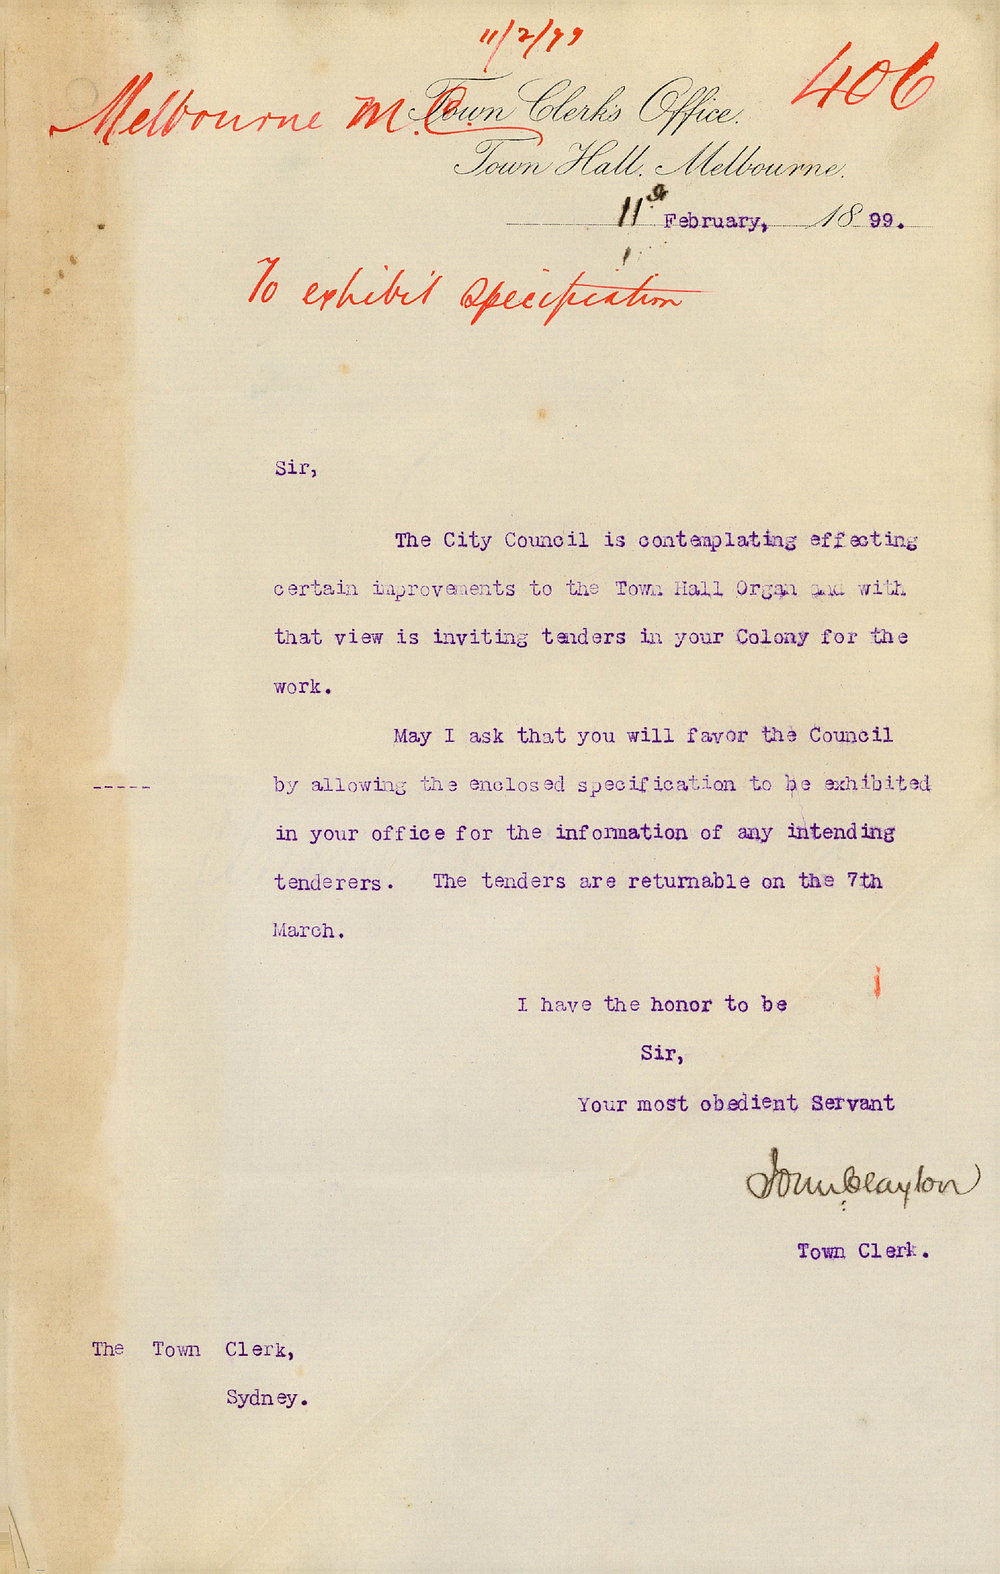 11/2/99
406
Melbourne M.C.
Town Clerk's Office.
Town Hall. Melbourne.
11th February, 1899.
To exhibit specification
Sir,
The City Council is contemplating effecting
certain improvements to the Town Hall Organ and with
that view is inviting tenders in your Colony for the
work.
May I ask that you will favor the Council
----- by allowing the enclosed specification to be exhibited
in your office for the information of any intending
tenderers. The tenders are returnable on the 7th
March.
I have the honor to be
Sir,
Your most obedient Servant
John Clayton
Town Clerk.
The Town Clerk,
Sydney.